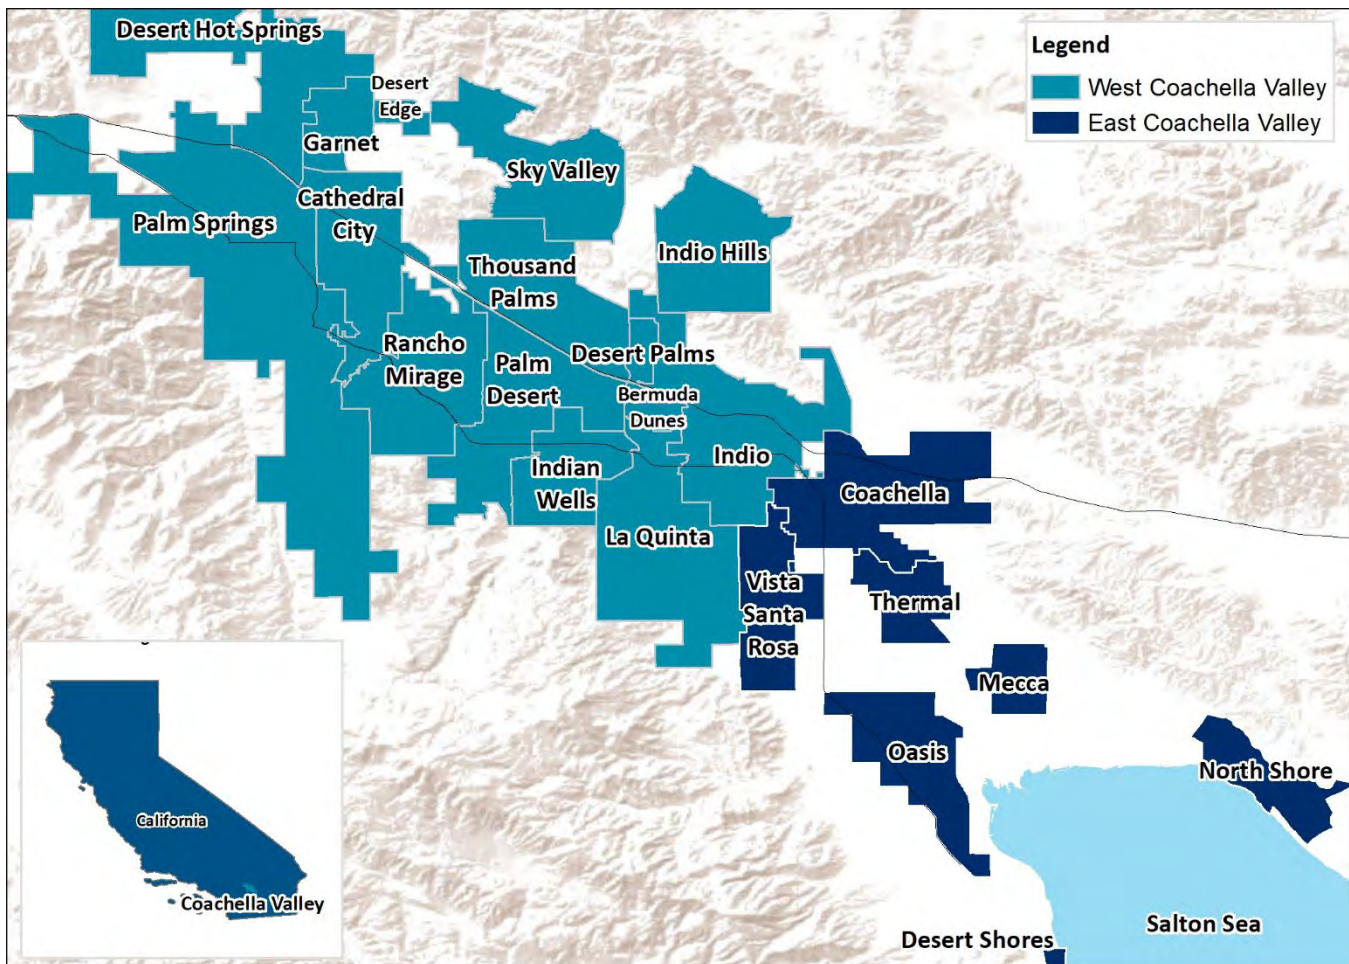 Desert Hot Springs
Legend
West Coachella Valley
East Coachella Valley
Desert
Edge
Garnet
Sky Valley
Cathedral
City
Palm Springs
Indio Hills
Thousand
Palms
Rancho
Mirage
Palm
Desert
Desert Palms
Bermuda
Dunes
Indio
Indian
Wells
Coachella
La Quinta
Vista
Santa
Rosa
Thermal
Mecca
Oasis
North Shore
California
Coachella Valley
Salton Sea
Desert Shores